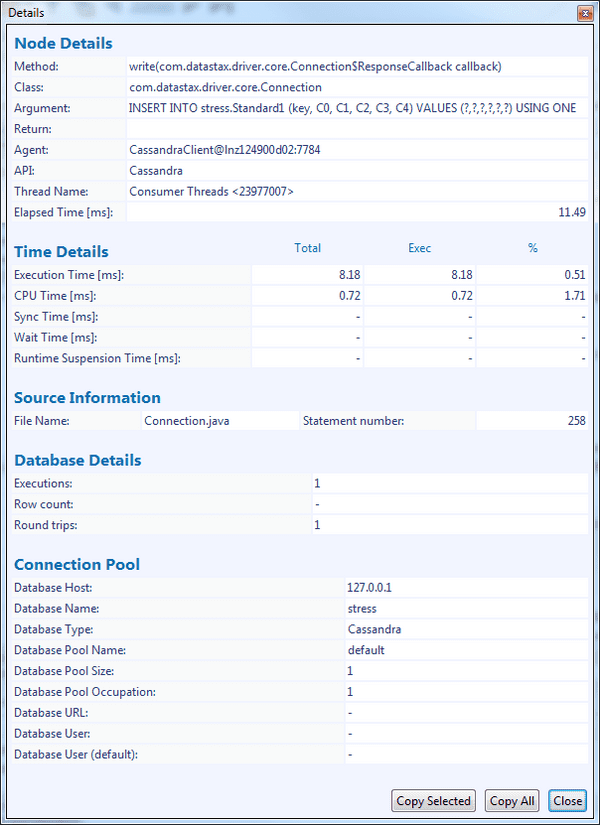 Details
Node Details
Method: write(com.datastax.driver.core.Connection$ResponseCallback callback)
Class: com.datastax.driver.core.Connection
Argument: INSERT INTO stress.Standard1 (key, C0, C1, C2, C3, C4) VALUES (?,?,?,?,?,?) USING ONE
Return:
Agent: CassandraClient@lnz124900d02:7784
API: Cassandra
Thread Name: Consumer Threads <23977007>
Elapsed Time [ms]: 11.49
Time Details Total Exec %
Execution Time [ms]: 8.18 8.18 0.51
CPU Time [ms]: 0.72 0.72 1.71
Sync Time [ms]: - - -
Wait Time [ms]: - - -
Runtime Suspension Time [ms]: - - -
Source Information
File Name: Connection.java Statement number: 258
Database Details
Executions: 1
Row count: -
Round trips: 1
Connection Pool
Database Host: 127.0.0.1
Database Name: stress
Database Type: Cassandra
Database Pool Name: default
Database Pool Size: 1
Database Pool Occupation: 1
Database URL: -
Database User: -
Database User (default): -
Copy Selected Copy All Close